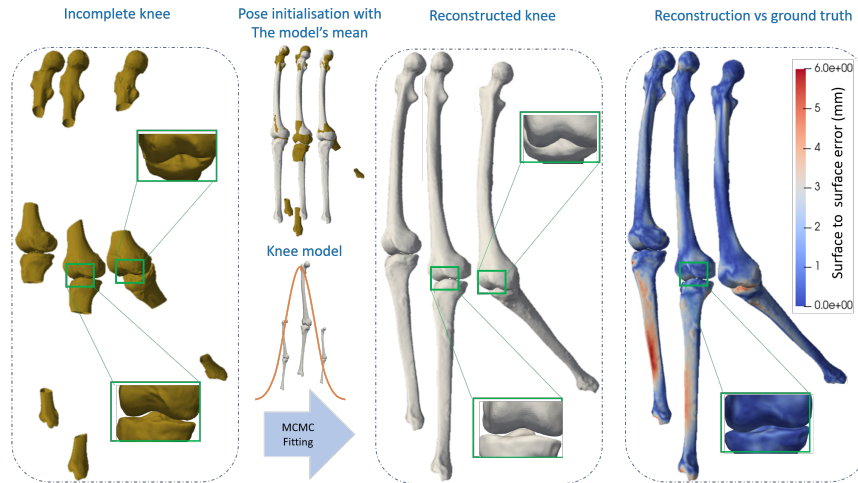 Incomplete knee
Pose initialisation with
The model's mean
Reconstructed knee
Reconstruction vs ground truth
6.0e+00
5
4
3
2
1
0.0e+00
Surface to surface error (mm)
Knee model
MCMC
Fitting